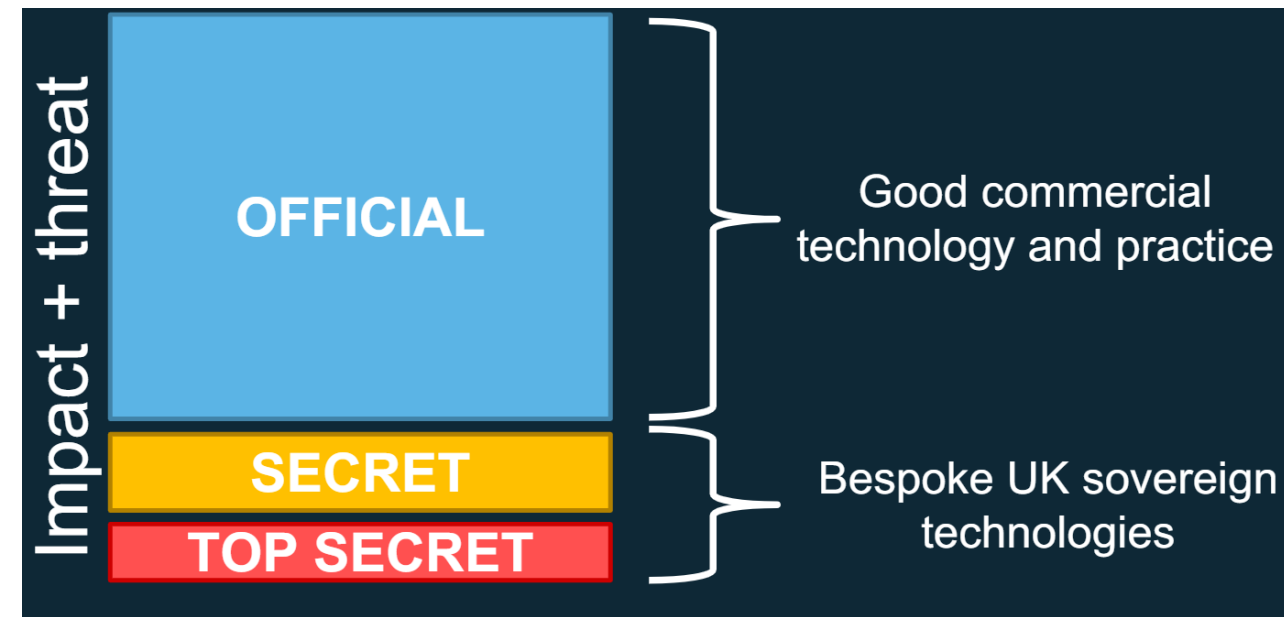 Impact + threat
OFFICIAL
Good commercial
technology and practice
SECRET
TOP SECRET
Bespoke UK sovereign
technologies